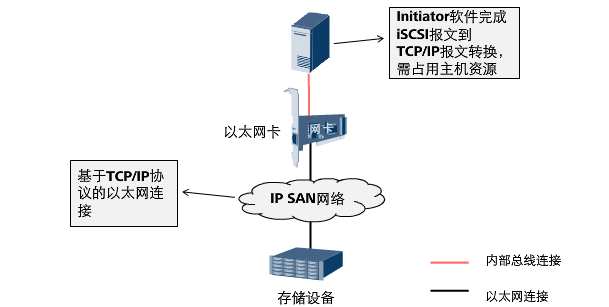 Initiator软件完成
iSCSI报文到
TCP/IP报文转换，
需占用主机资源
以太网卡
网卡
基于TCP/IP协
议的以太网连
接
IP SAN网络
存储设备
内部总线连接
以太网连接